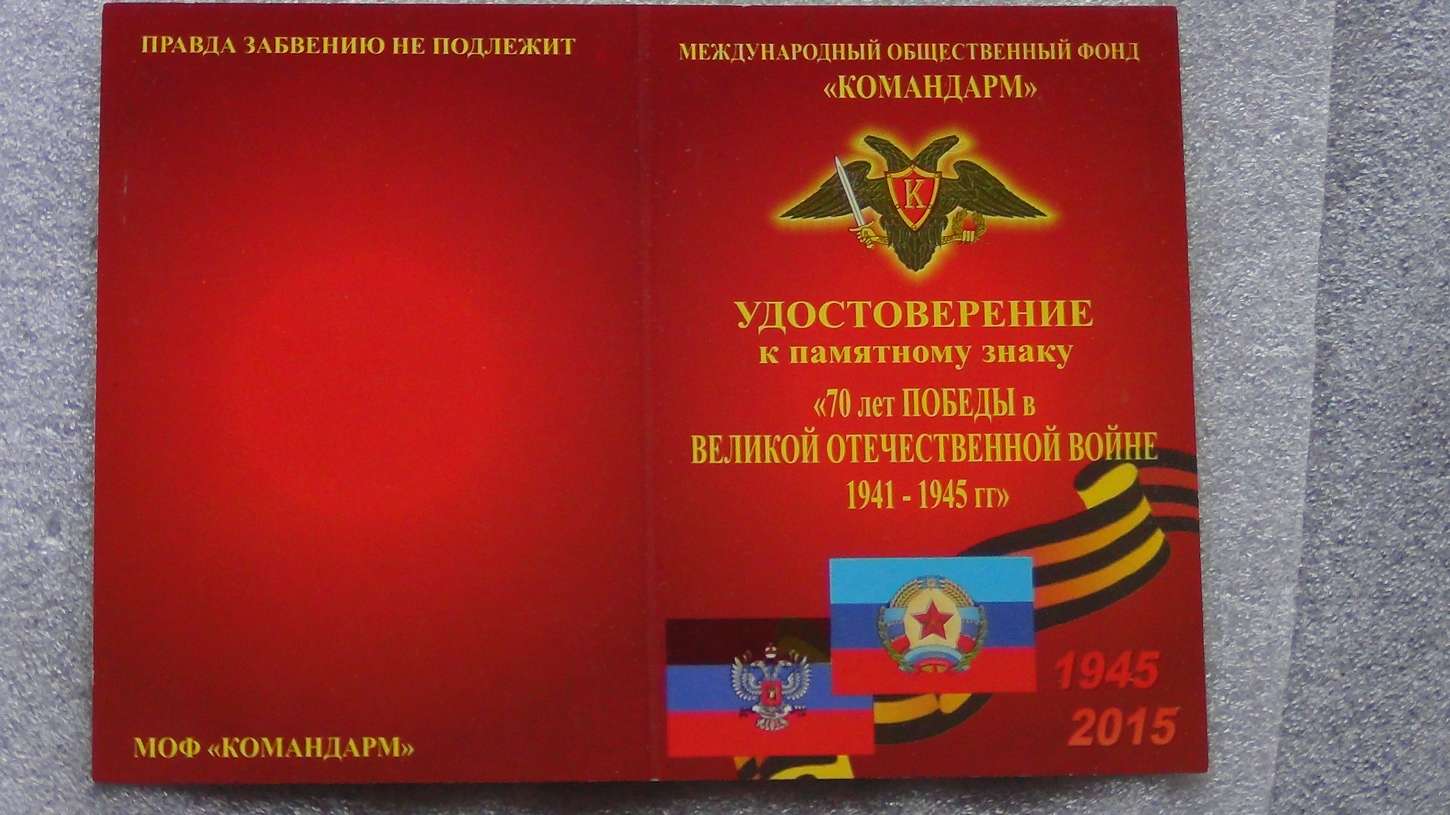 ПРАВДА ЗАБВЕНИЮ НЕ ПОДЛЕЖИТ
МОФ «КОМАНДАРМ»
МЕЖДУНАРОДНЫЙ ОБЩЕСТВЕННЫЙ ФОНД
«КОМАНДАРМ»
К
УДОСТОВЕРЕНИЕ
к памятному знаку
«70 лет ПОБЕДЫ в
ВЕЛИКОЙ ОТЕЧЕСТВЕННОЙ ВОЙНЕ
1941 - 1945 гг»
1945
2015